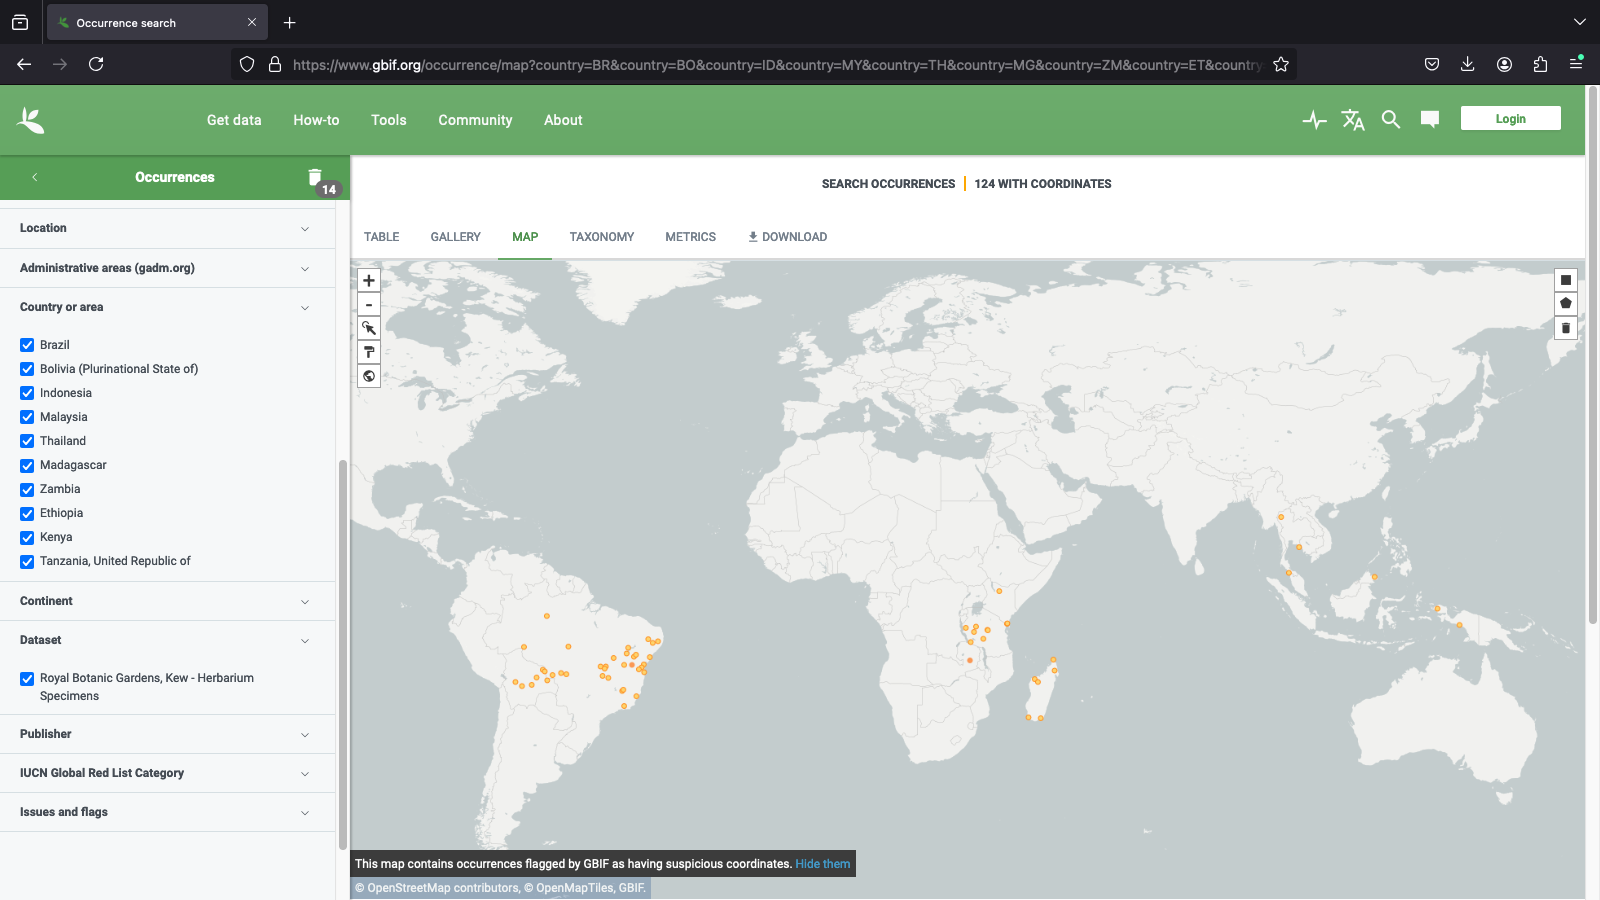 Occurrence search
https://www.gbif.org/occurrence/map?country=BR&country=BO&country=ID&country=MY&country=TH&country=MG&country=ZM&country=ET&country
Get data
How-to
Tools
Community
About
Login
Occurrences
14
SEARCH OCCURRENCES | 124 WITH COORDINATES
TABLE
GALLERY
MAP
TAXONOMY
METRICS
DOWNLOAD
Location
Administrative areas (gadm.org)
Country or area
Brazil
Bolivia (Plurinational State of)
Indonesia
Malaysia
Thailand
Madagascar
Zambia
Ethiopia
Kenya
Tanzania, United Republic of
Continent
Dataset
Royal Botanic Gardens, Kew - Herbarium
Specimens
Publisher
IUCN Global Red List Category
Issues and flags
This map contains occurrences flagged by GBIF as having suspicious coordinates. Hide them
© OpenStreetMap contributors, © OpenMapTiles, GBIF.